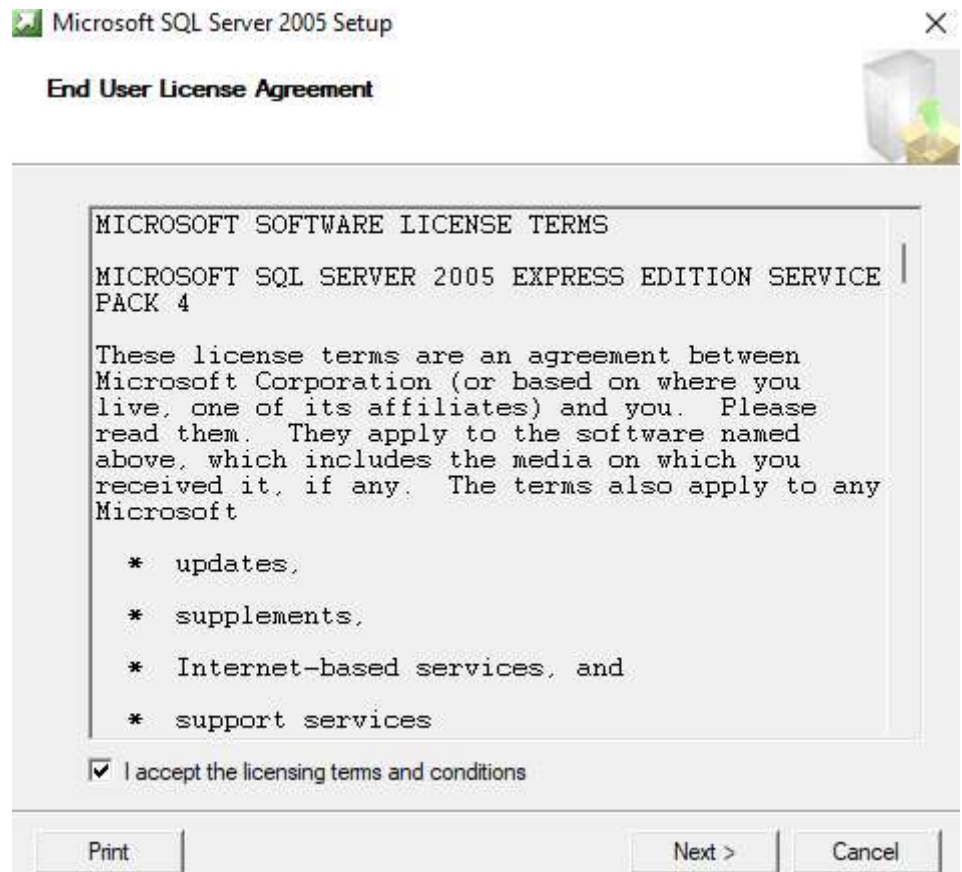 Microsoft SQL Server 2005 Setup
End User License Agreement
MICROSOFT SOFTWARE LICENSE TERMS
MICROSOFT SQL SERVER 2005 EXPRESS EDITION SERVICE
PACK 4
These license terms are an agreement between
Microsoft Corporation (or based on where you
live, one of its affiliates) and you.  Please
read them.  They apply to the software named
above, which includes the media on which you
received it, if any.  The terms also apply to any
Microsoft
* updates,
* supplements,
* Internet-based services, and
* support services
I accept the licensing terms and conditions
Print Next > Cancel